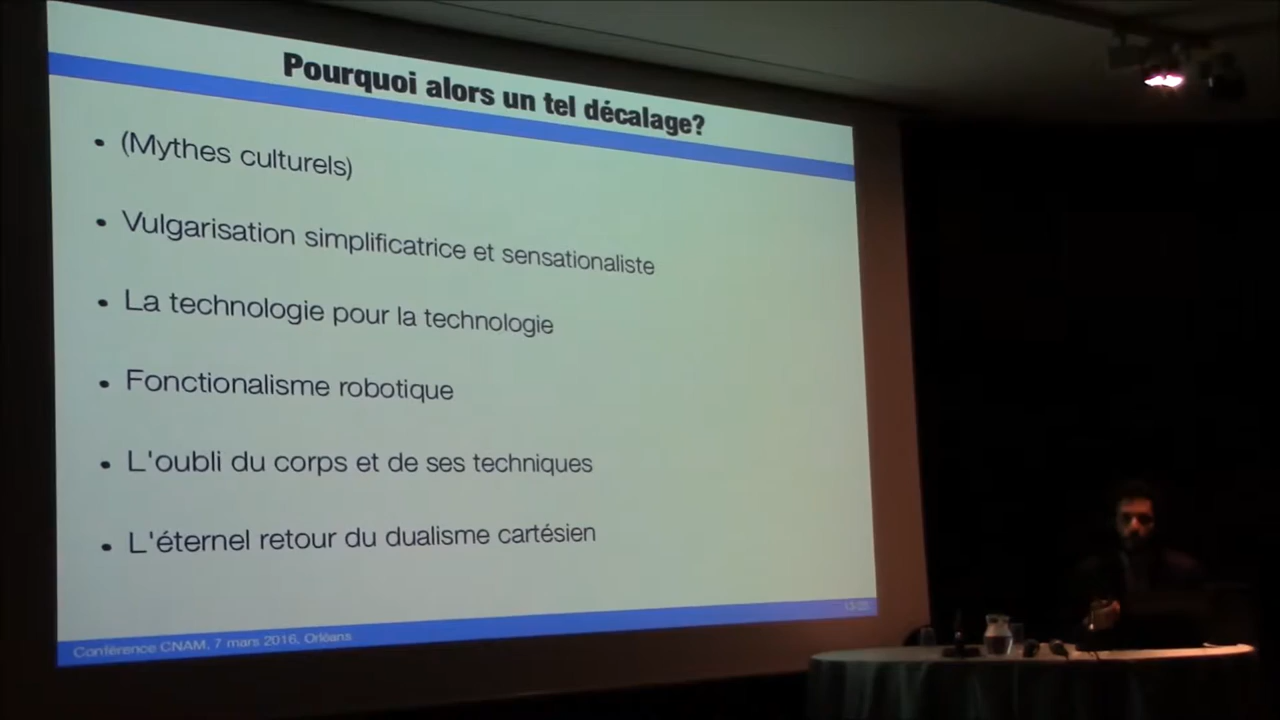 Pourquoi alors un tel décalage?
• (Mythes culturels)
• Vulgarisation simplificatrice et sensationaliste
• La technologie pour la technologie
• Fonctionalisme robotique
• L'oubli du corps et de ses techniques
• L'éternel retour du dualisme cartésien
Conférence CNAM, 7 mars 2016, Orléans